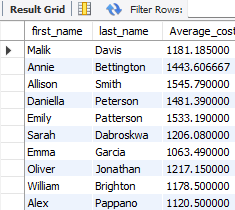 Result Grid Filter Rows:
first_name last_name Average_cost
Malik Davis 1181.185000
Annie Bettington 1443.606667
Allison Smith 1545.790000
Daniella Peterson 1481.390000
Emily Patterson 1533.190000
Sarah Dabroskwa 1206.080000
Emma Garcia 1063.490000
Oliver Jonathan 1217.150000
William Brighton 1178.500000
Alex Pappano 1120.500000